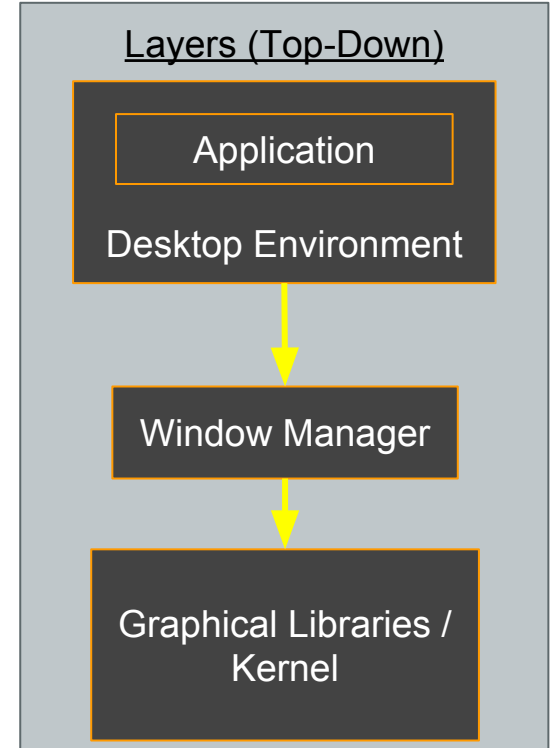 Layers (Top-Down)
Application
Desktop Environment
Window Manager
Graphical Libraries /
Kernel